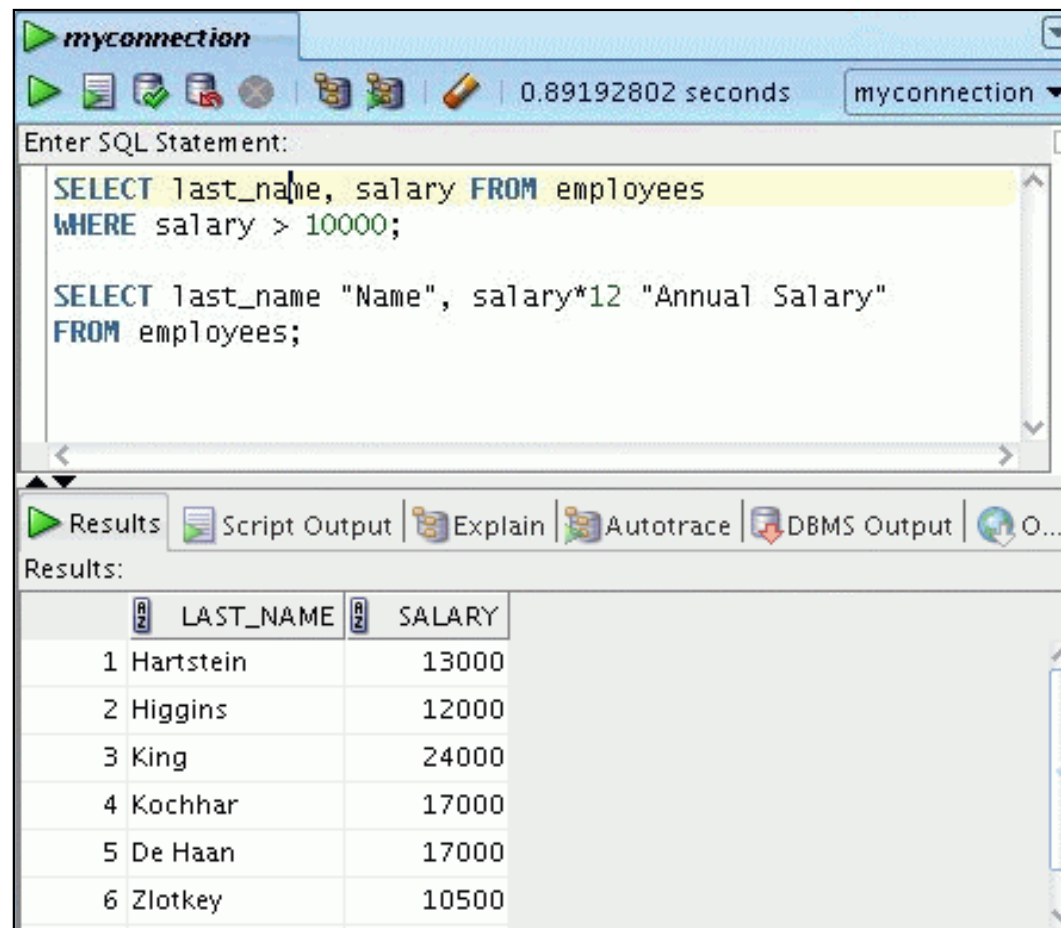 myconnection
0.89192802 seconds myconnection
Enter SQL Statement:
SELECT last_name, salary FROM employees
WHERE salary > 10000;
SELECT last_name "Name", salary*12 "Annual Salary"
FROM employees;
Results Script Output Explain Autotrace DBMS Output O...
Results:
LAST_NAME SALARY
1 Hartstein 13000
2 Higgins 12000
3 King 24000
4 Kochhar 17000
5 De Haan 17000
6 Zlotkey 10500